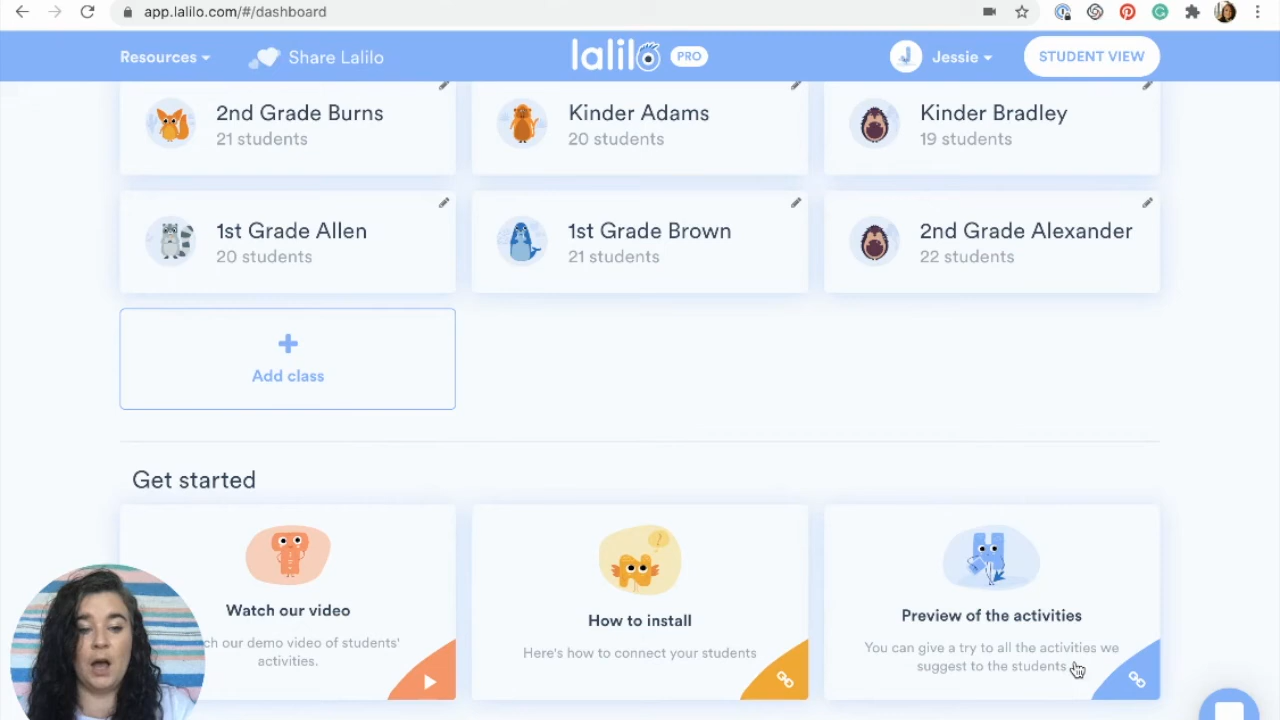 app.lalilo.com/#/dashboard
Resources
Share Lalilo
lalilo PRO
Jessie
STUDENT VIEW
2nd Grade Burns
21 students
Kinder Adams
20 students
Kinder Bradley
19 students
1st Grade Allen
20 students
1st Grade Brown
21 students
2nd Grade Alexander
22 students
+
Add class
Get started
Watch our video
ch our demo video of students'
activities.
How to install
Here's how to connect your students
Preview of the activities
You can give a try to all the activities we
suggest to the students